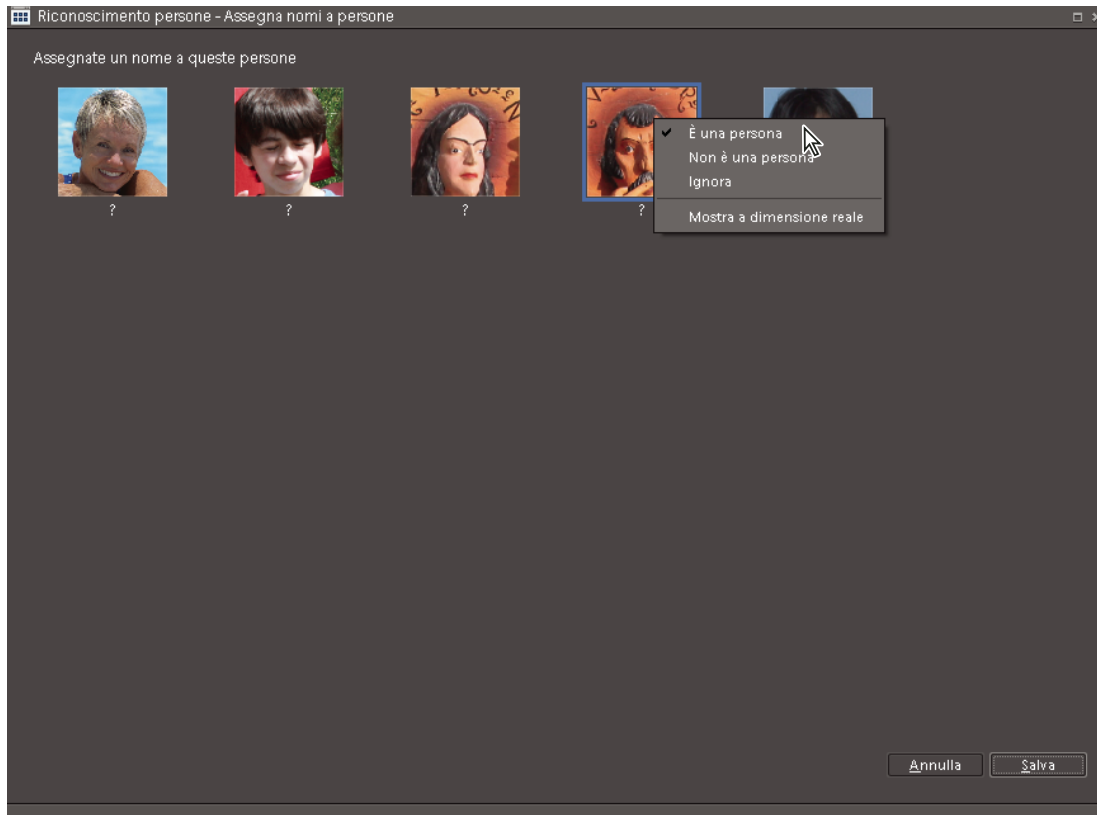 Riconoscimento persone - Assegna nomi a persone
Assegnate un nome a queste persone
?
?
?
?
È una persona
Non è una persona
Ignora
Mostra a dimensione reale
Annulla
Salva